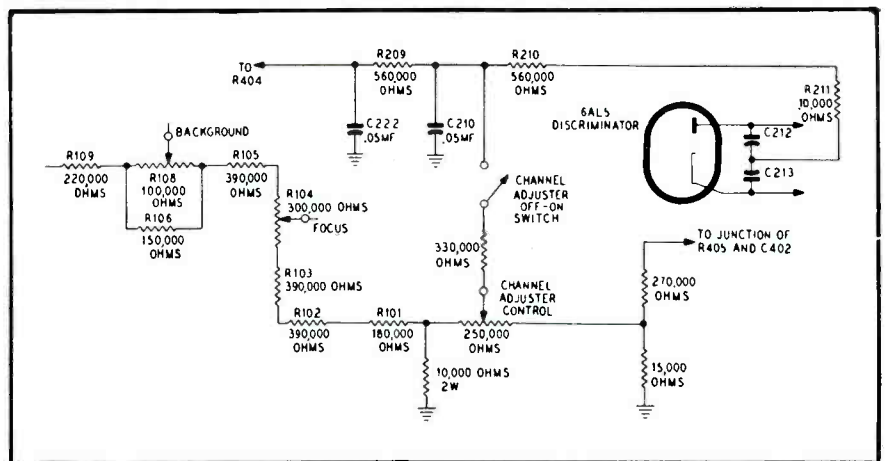 TO
R404
R209
560,000
OHMS
R210
560,000
OHMS
R211
10,000
OHMS
6AL5
DISCRIMINATOR
C222
.05MF
C210
.05MF
C212
C213
BACKGROUND
R109
220,000
OHMS
R108
100,000
OHMS
R106
150,000
OHMS
R105
390,000
OHMS
R104
300,000 OHMS
FOCUS
CHANNEL
ADJUSTER
OFF-ON
SWITCH
330,000
OHMS
TO JUNCTION OF
R405 AND C402
R103
390,000 OHMS
CHANNEL
ADJUSTER
CONTROL
270,000
OHMS
R102
390,000
OHMS
R101
180,000
OHMS
250,000
OHMS
10,000 OHMS
2W
15,000
OHMS